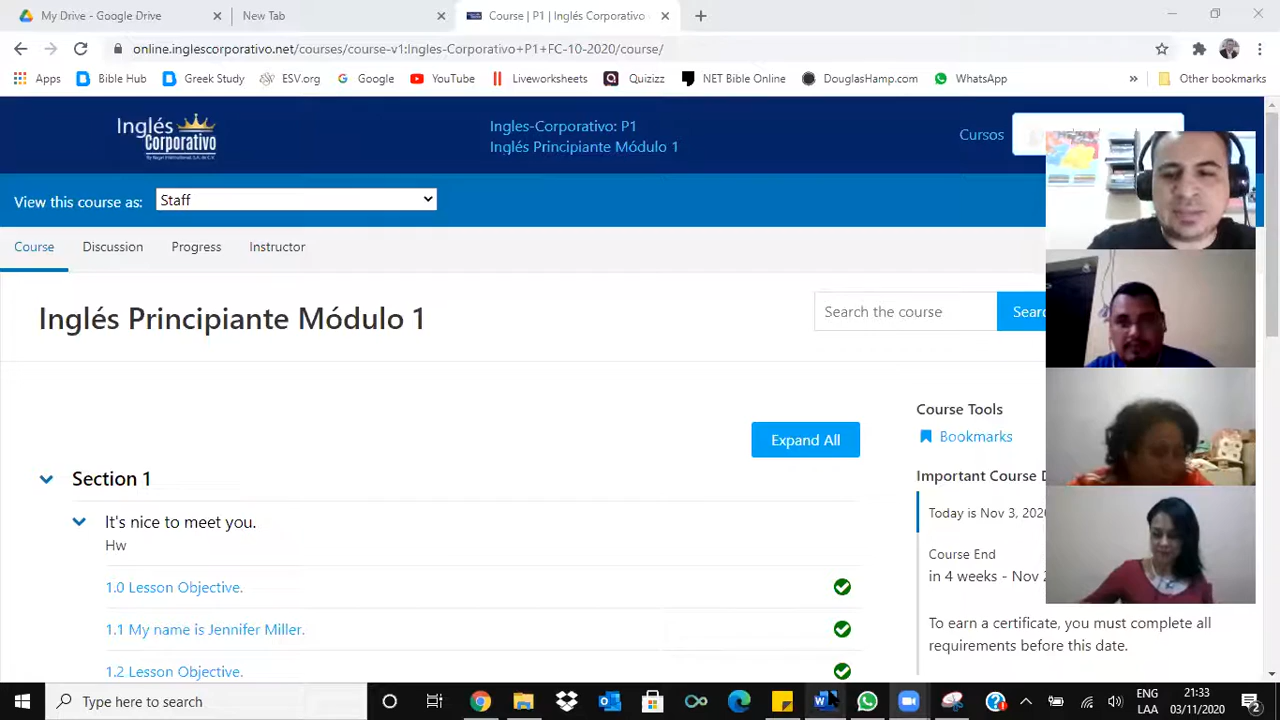 My Drive - Google Drive
New Tab
Course | P1 | Inglés Corporativo
online.inglescorporativo.net/courses/course-v1:Ingles-Corporativo+P1+FC-10-2020/course/
Apps
Bible Hub
Greek Study
ESV.org
Google
YouTube
Liveworksheets
Quizizz
NET Bible Online
DouglasHamp.com
WhatsApp
»
Other bookmarks
Inglés
Corporativo
Ingles-Corporativo: P1
Inglés Principiante Módulo 1
Cursos
View this course as:
Staff
Course
Discussion
Progress
Instructor
Inglés Principiante Módulo 1
Search the course
Sear
Expand All
Course Tools
Bookmarks
Section 1
Important Course D
It's nice to meet you.
Hw
Today is Nov 3, 2020
Course End
in 4 weeks - Nov 2
1.0 Lesson Objective.
1.1 My name is Jennifer Miller.
To earn a certificate, you must complete all
requirements before this date.
1.2 Lesson Objective.
Type here to search
ENG
LAA
21:33
03/11/2020
2